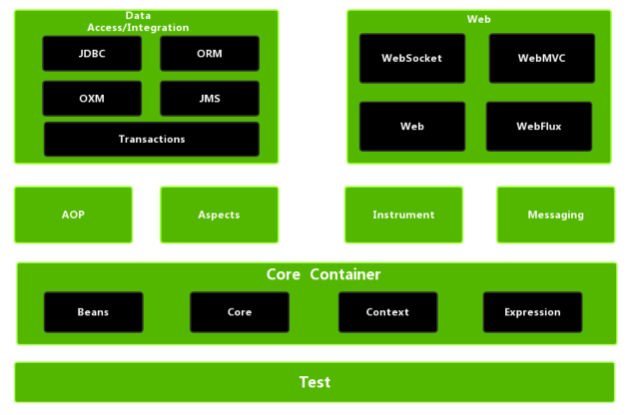 Data
Access/Integration
JDBC
ORM
OXM
JMS
Transactions
Web
WebSocket
WebMVC
Web
WebFlux
AOP
Aspects
Instrument
Messaging
Core Container
Beans
Core
Context
Expression
Test